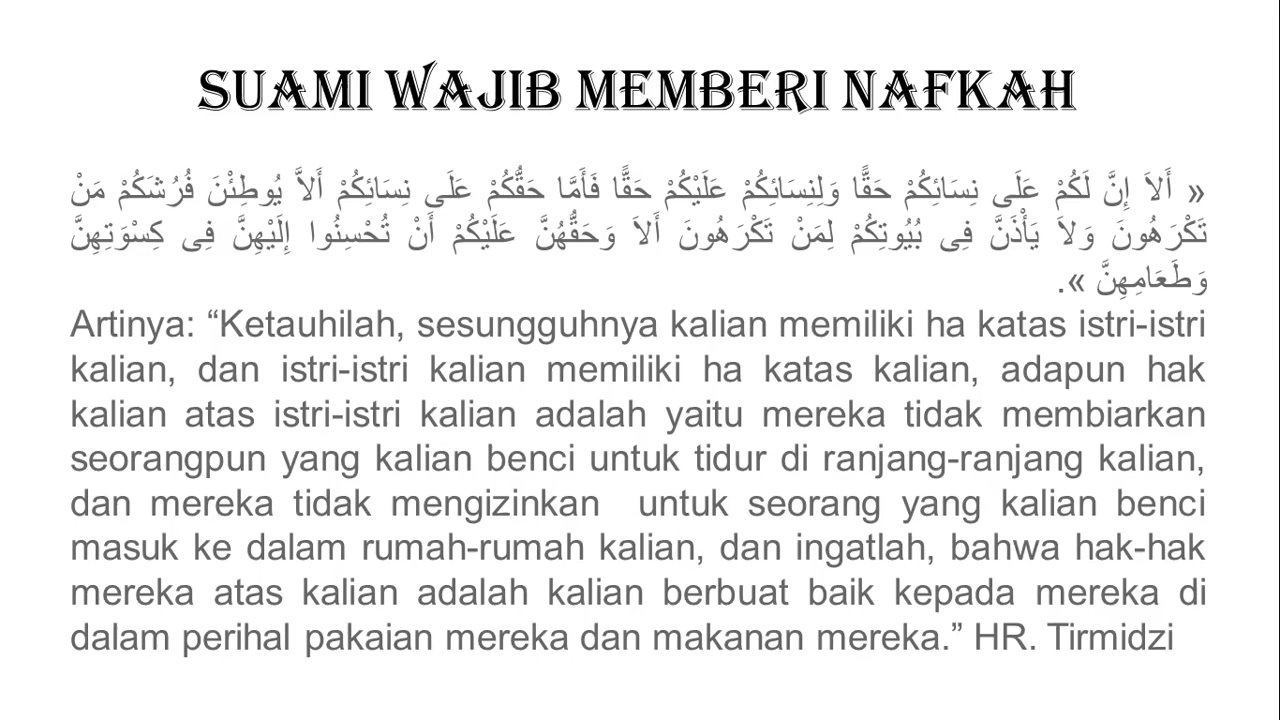 SUAMI WAJIB MEMBERI NAFKAH
« أَلاَ إِنَّ لَكُمْ عَلَى نِسَائِكُمْ حَقًّا وَلِنِسَائِكُمْ عَلَيْكُمْ حَقًّا فَأَمَّا حَقُّكُمْ عَلَى نِسَائِكُمْ أَلاَّ يُوطِئْنَ فُرُشَكُمْ مَنْ
تَكْرَهُونَ وَلاَ يَأْذَنَّ فِى بُيُوتِكُمْ لِمَنْ تَكْرَهُونَ أَلاَ وَحَقُّهُنَّ عَلَيْكُمْ أَنْ تُحْسِنُوا إِلَيْهِنَّ فِى كِسْوَتِهِنَّ
وَطَعَامِهِنَّ ».
Artinya: “Ketauhilah, sesungguhnya kalian memiliki ha katas istri-istri
kalian, dan istri-istri kalian memiliki ha katas kalian, adapun hak
kalian atas istri-istri kalian adalah yaitu mereka tidak membiarkan
seorangpun yang kalian benci untuk tidur di ranjang-ranjang kalian,
dan mereka tidak mengizinkan  untuk seorang yang kalian benci
masuk ke dalam rumah-rumah kalian, dan ingatlah, bahwa hak-hak
mereka atas kalian adalah kalian berbuat baik kepada mereka di
dalam perihal pakaian mereka dan makanan mereka.” HR. Tirmidzi